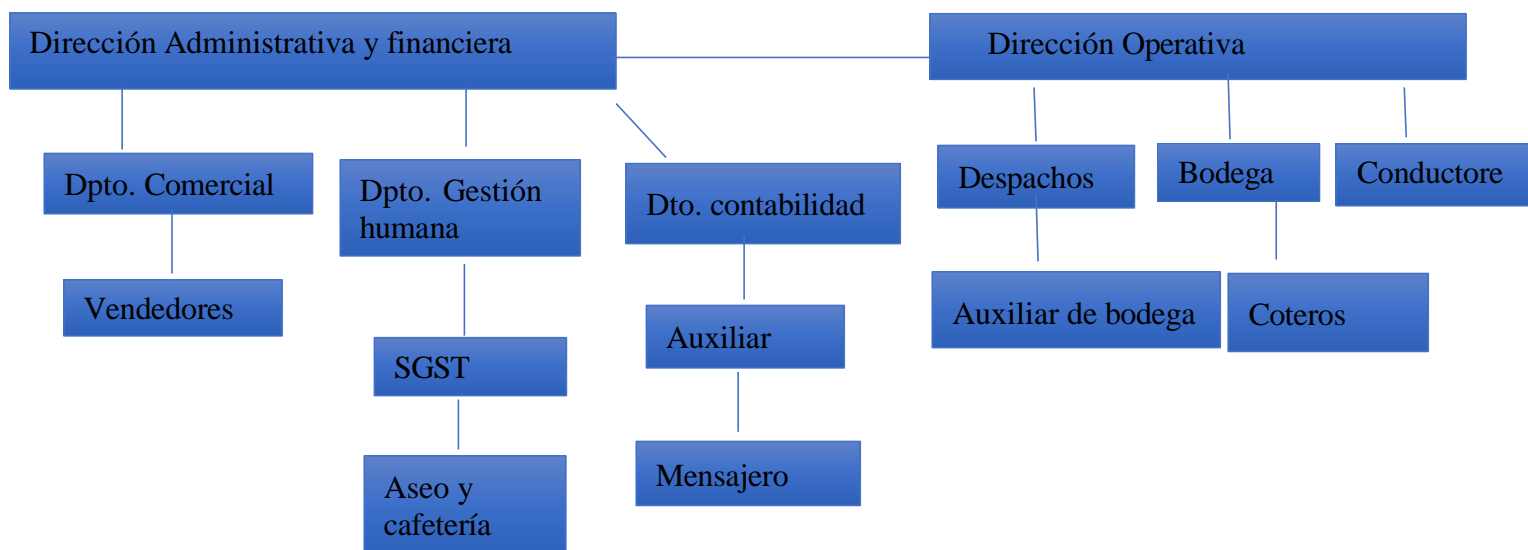 Dirección Administrativa y financiera
Dirección Operativa
Dpto. Comercial
Dpto. Gestión
humana
Dto. contabilidad
Despachos
Bodega
Conductore
Vendedores
SGST
Auxiliar
Auxiliar de bodega
Coteros
Aseo y
cafetería
Mensajero